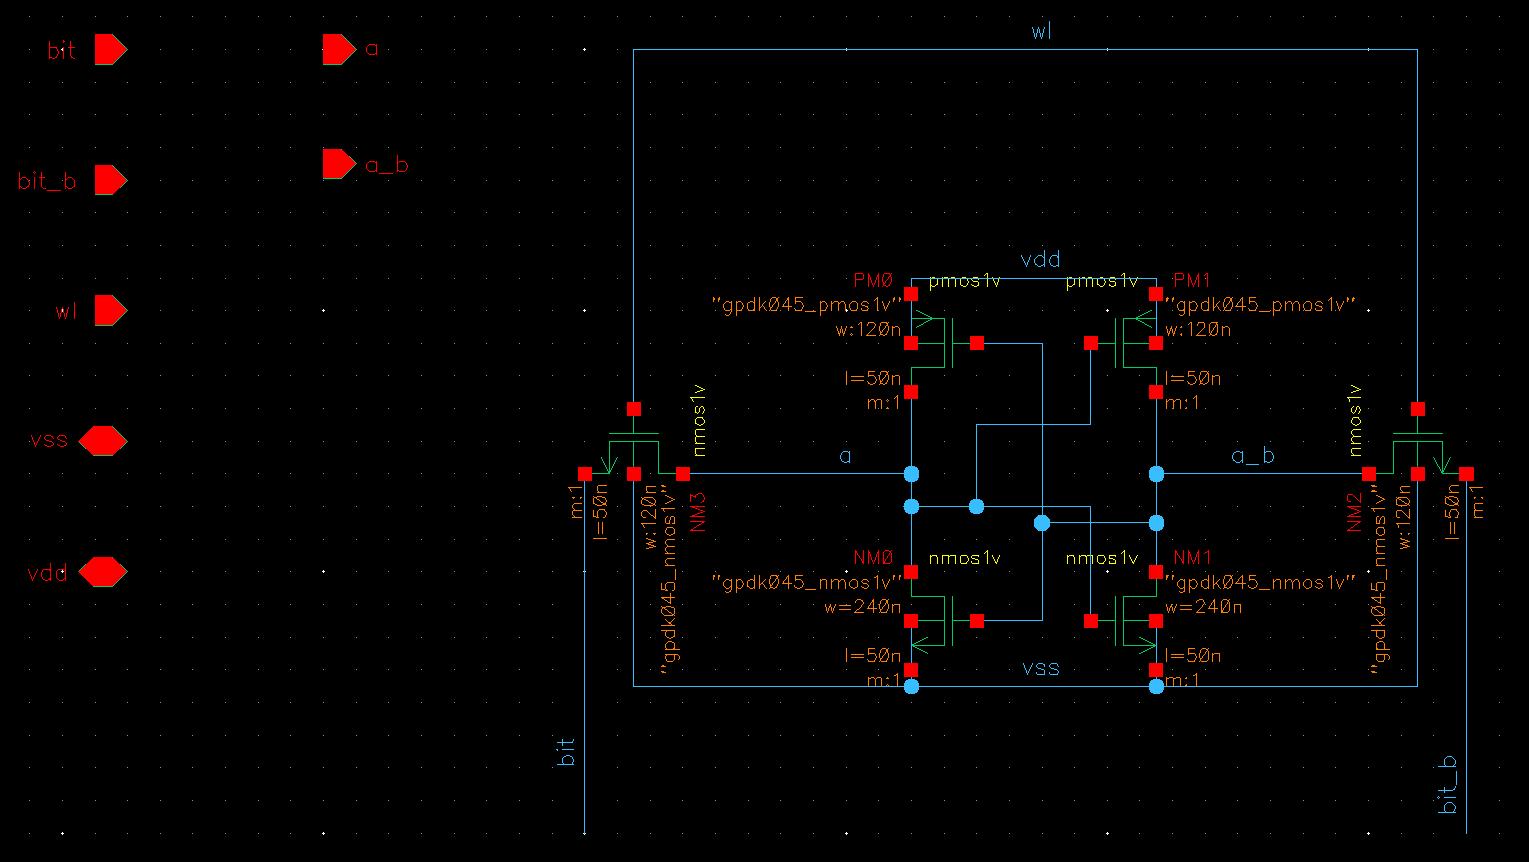 bit
a
bit_b
a_b
wl
vss
vdd
wl
vdd
PM0
pmos1v
"gpdk045_pmos1v"
w:120n
l=50n
m:1
pmos1v
PM1
"gpdk045_pmos1v"
w:120n
l=50n
m:1
nmos1v
NM3
"gpdk045_nmos1v"
w:120n
l=50n
m:1
a
a_b
nmos1v
NM2
"gpdk045_nmos1v"
w:120n
l=50n
m:1
NM0
nmos1v
"gpdk045_nmos1v"
w=240n
l=50n
m:1
nmos1v
NM1
"gpdk045_nmos1v"
w=240n
l=50n
m:1
vss
bit
bit_b